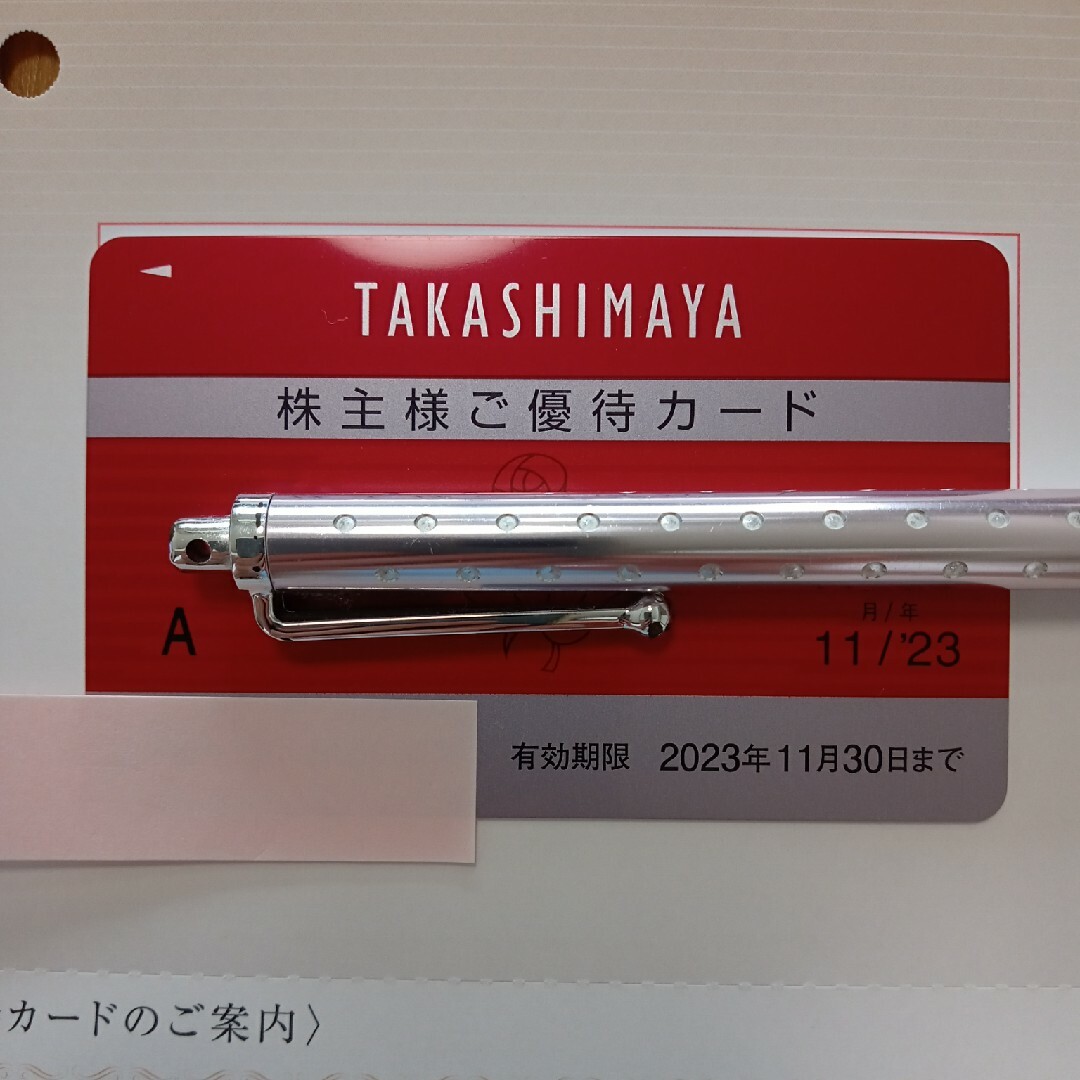 TAKASHIMAYA
株主様ご優待カード
月/年
A
11/'23
有効期限 2023年11月30日まで
カードのご案内〉